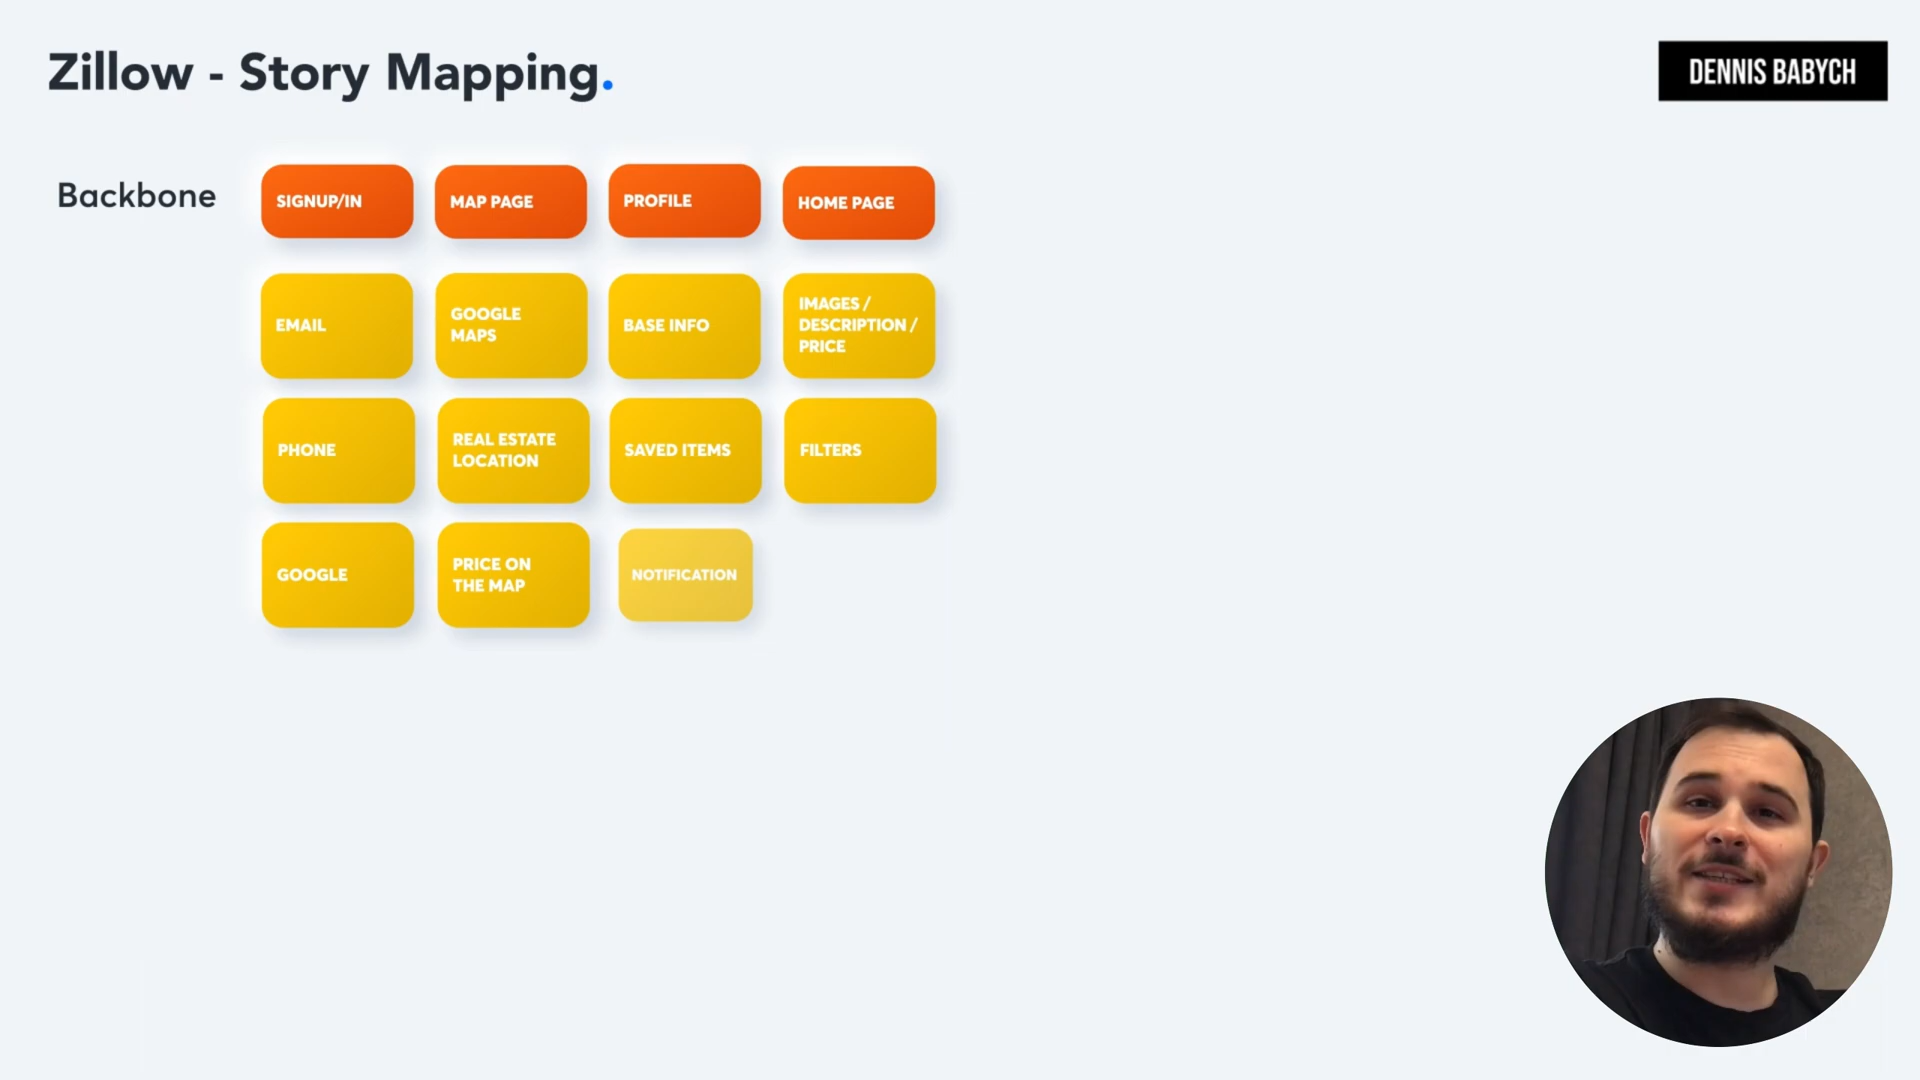 Zillow - Story Mapping.
DENNIS BABYCH
Backbone
SIGNUP/IN
MAP PAGE
PROFILE
HOME PAGE
EMAIL
GOOGLE
MAPS
BASE INFO
IMAGES /
DESCRIPTION /
PRICE
PHONE
REAL ESTATE
LOCATION
SAVED ITEMS
FILTERS
GOOGLE
PRICE ON
THE MAP
NOTIFICATION